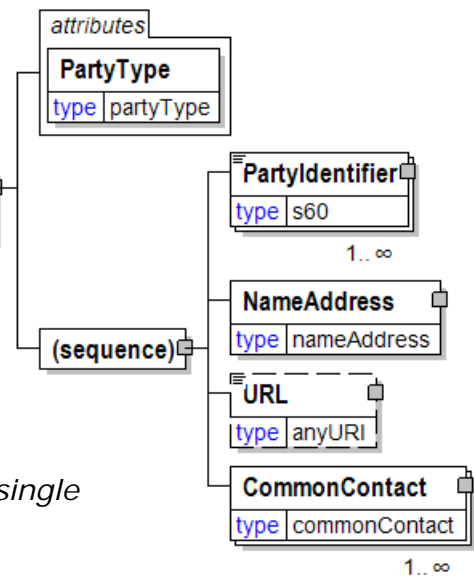 attributes
PartyType
type partyType
PartyIdentifier
type s60
1.. ∞
NameAddress
type nameAddress
(sequence)
URL
type anyURI
single
CommonContact
type commonContact
1.. ∞